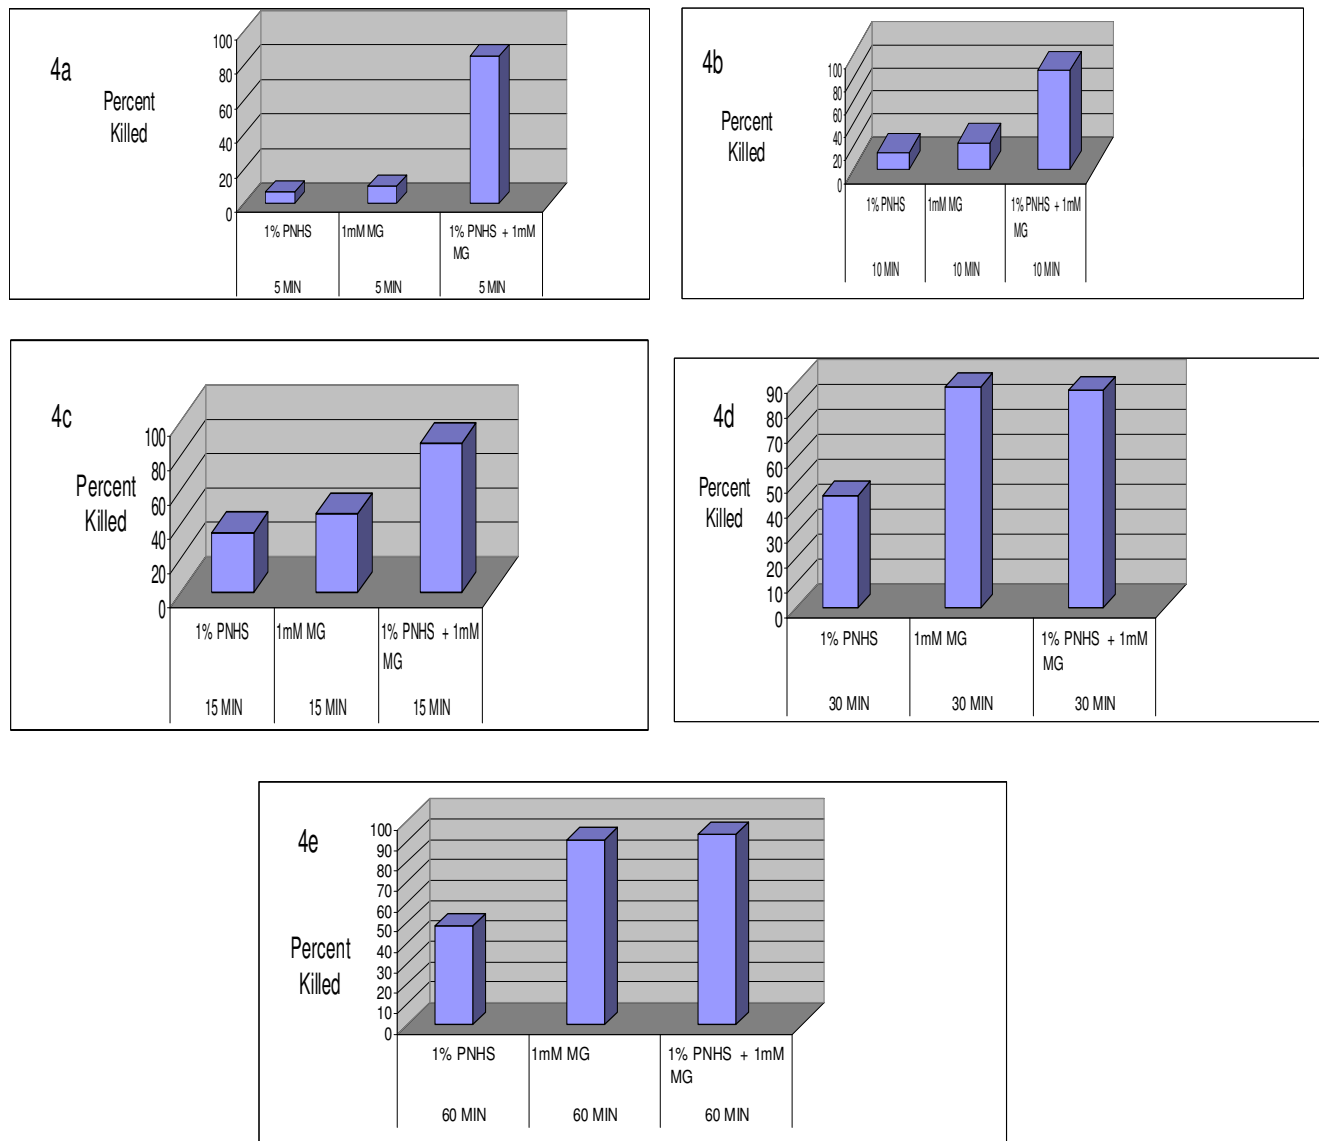 4a
Percent
Killed
100
80
60
40
20
0
1% PNHS
1mM MG
1% PNHS + 1mM
MG
5 MIN
5 MIN
5 MIN
4b
Percent
Killed
100
80
60
40
20
0
1% PNHS
1mM MG
1% PNHS + 1mM
MG
10 MIN
10 MIN
10 MIN
4c
Percent
Killed
100
80
60
40
20
0
1% PNHS
1mM MG
1% PNHS + 1mM
MG
15 MIN
15 MIN
15 MIN
4d
Percent
Killed
90
80
70
60
50
40
30
20
10
0
1% PNHS
1mM MG
1% PNHS + 1mM
MG
30 MIN
30 MIN
30 MIN
4e
Percent
Killed
100
90
80
70
60
50
40
30
20
10
0
1% PNHS
1mM MG
1% PNHS + 1mM
MG
60 MIN
60 MIN
60 MIN